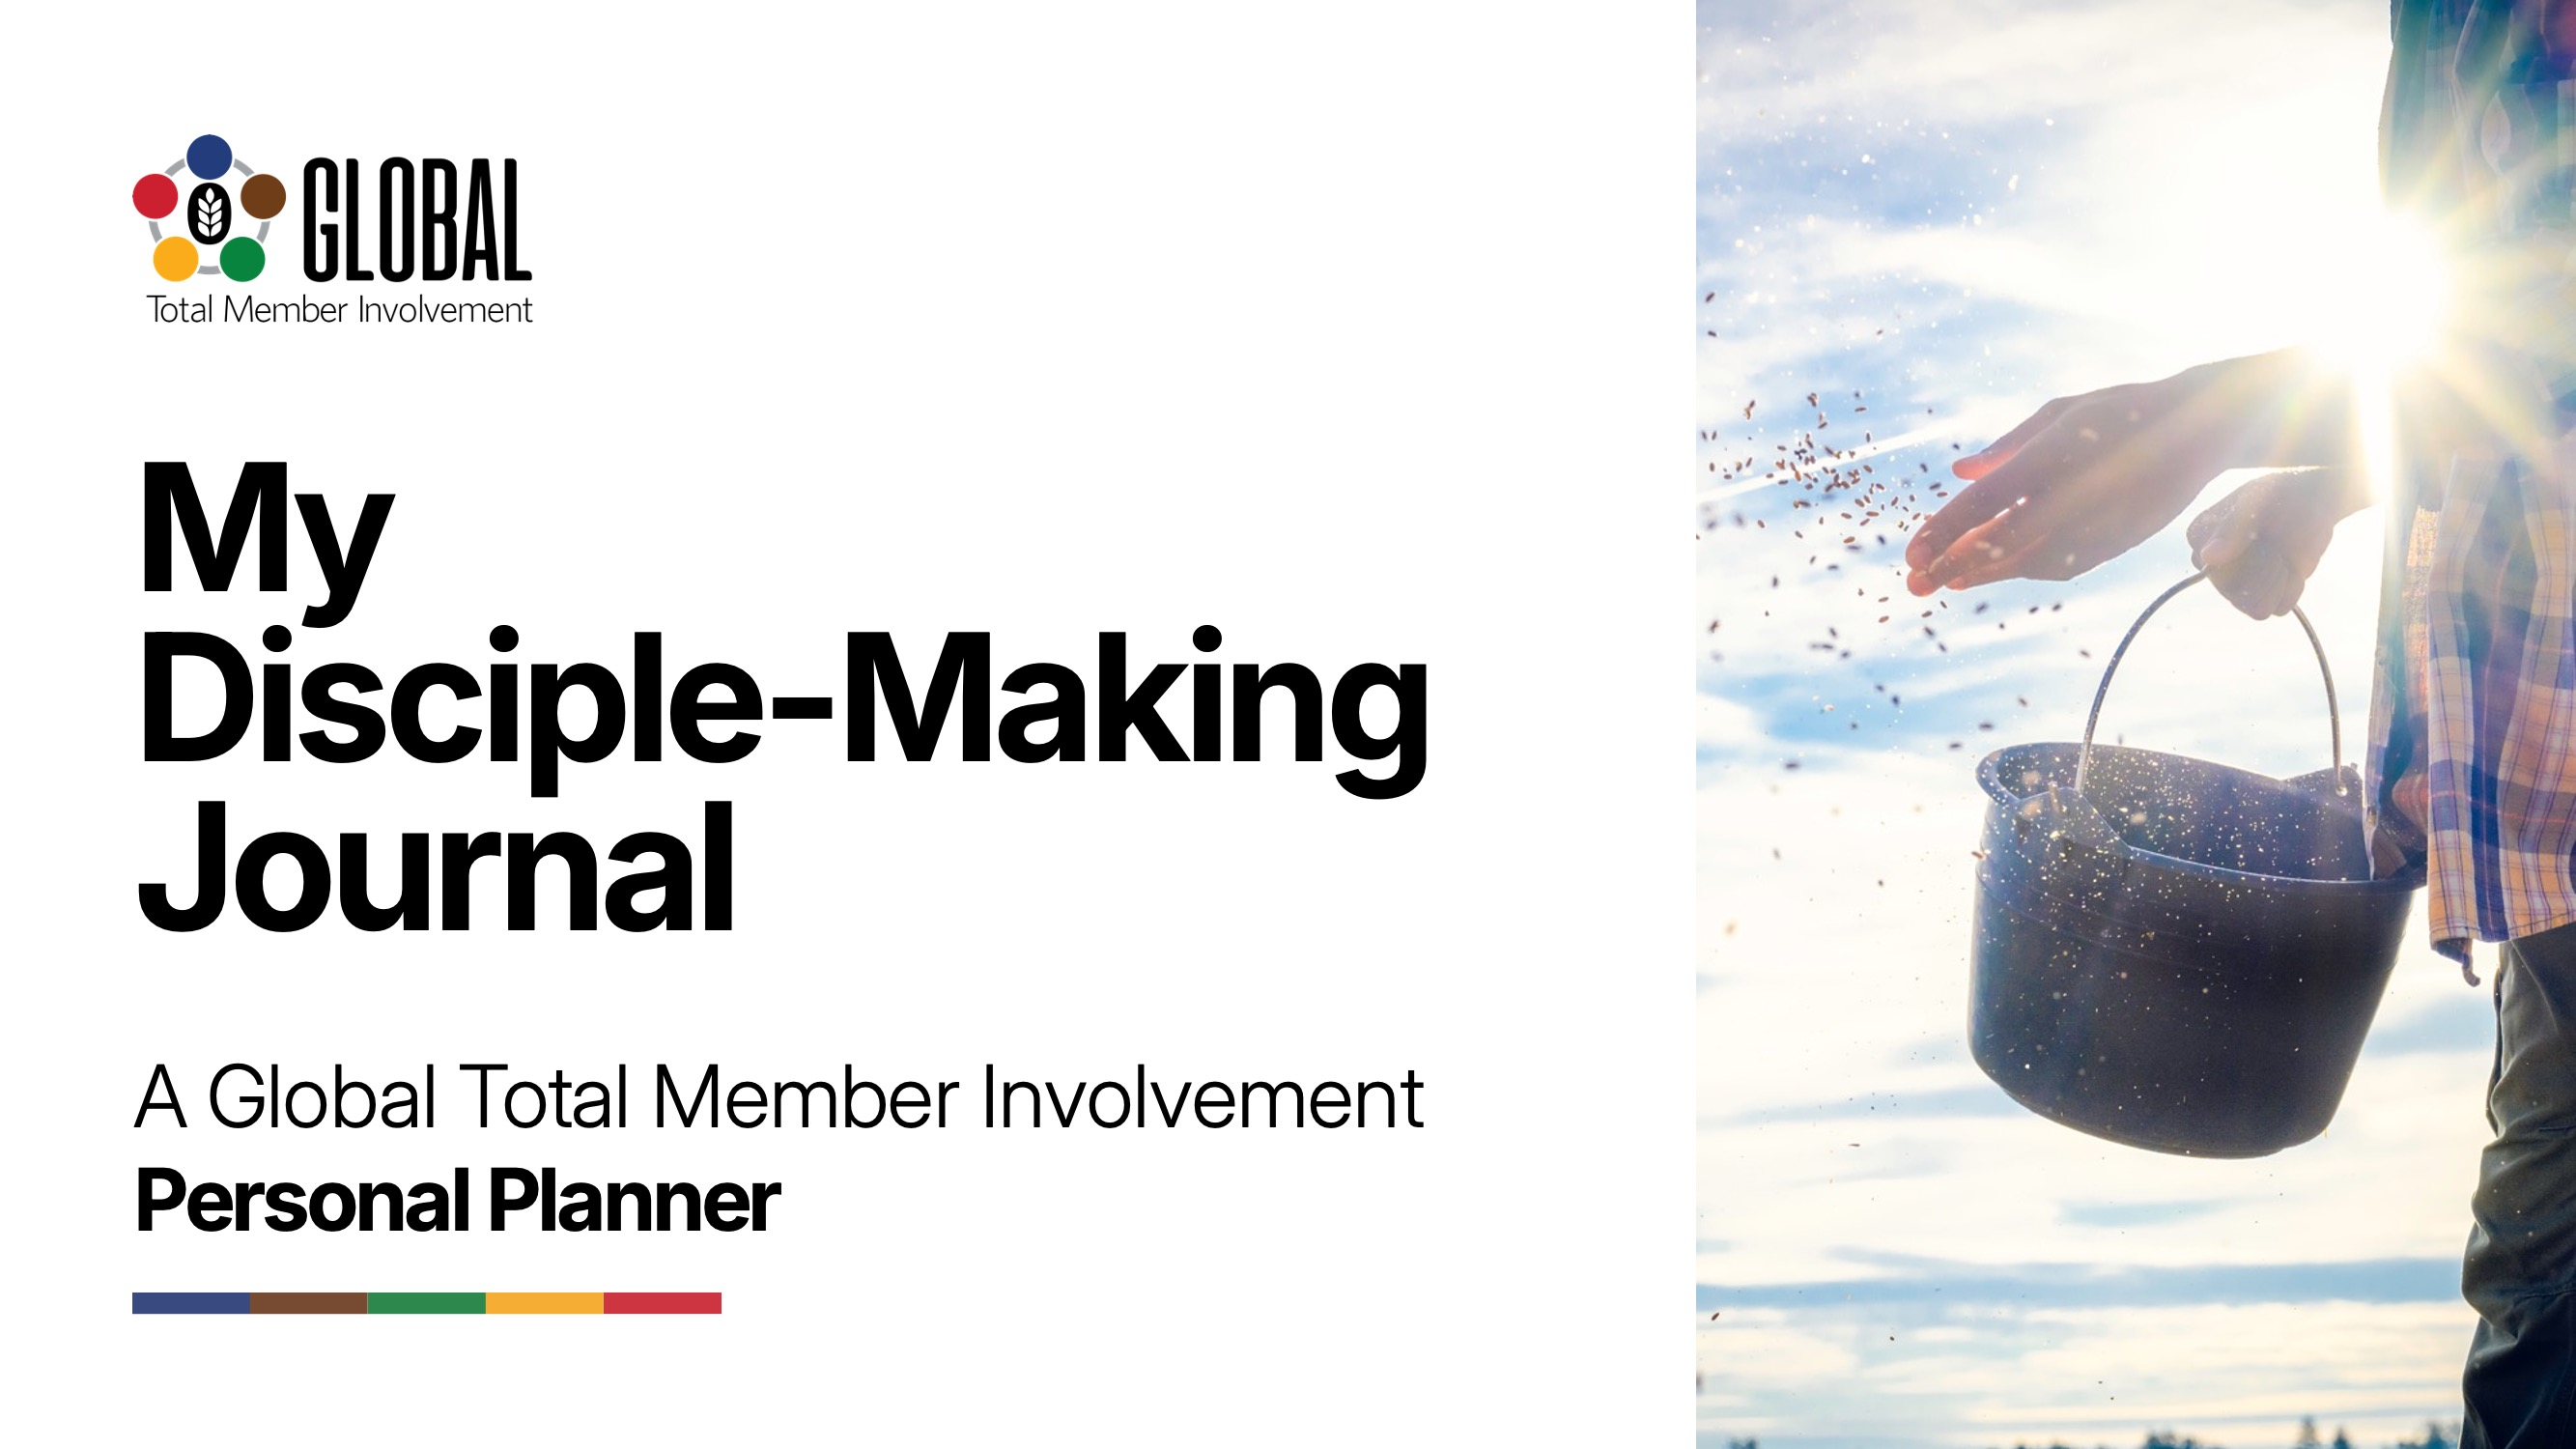 GLOBAL
Total Member Involvement
My
Disciple-Making
Journal
A Global Total Member Involvement
Personal Planner